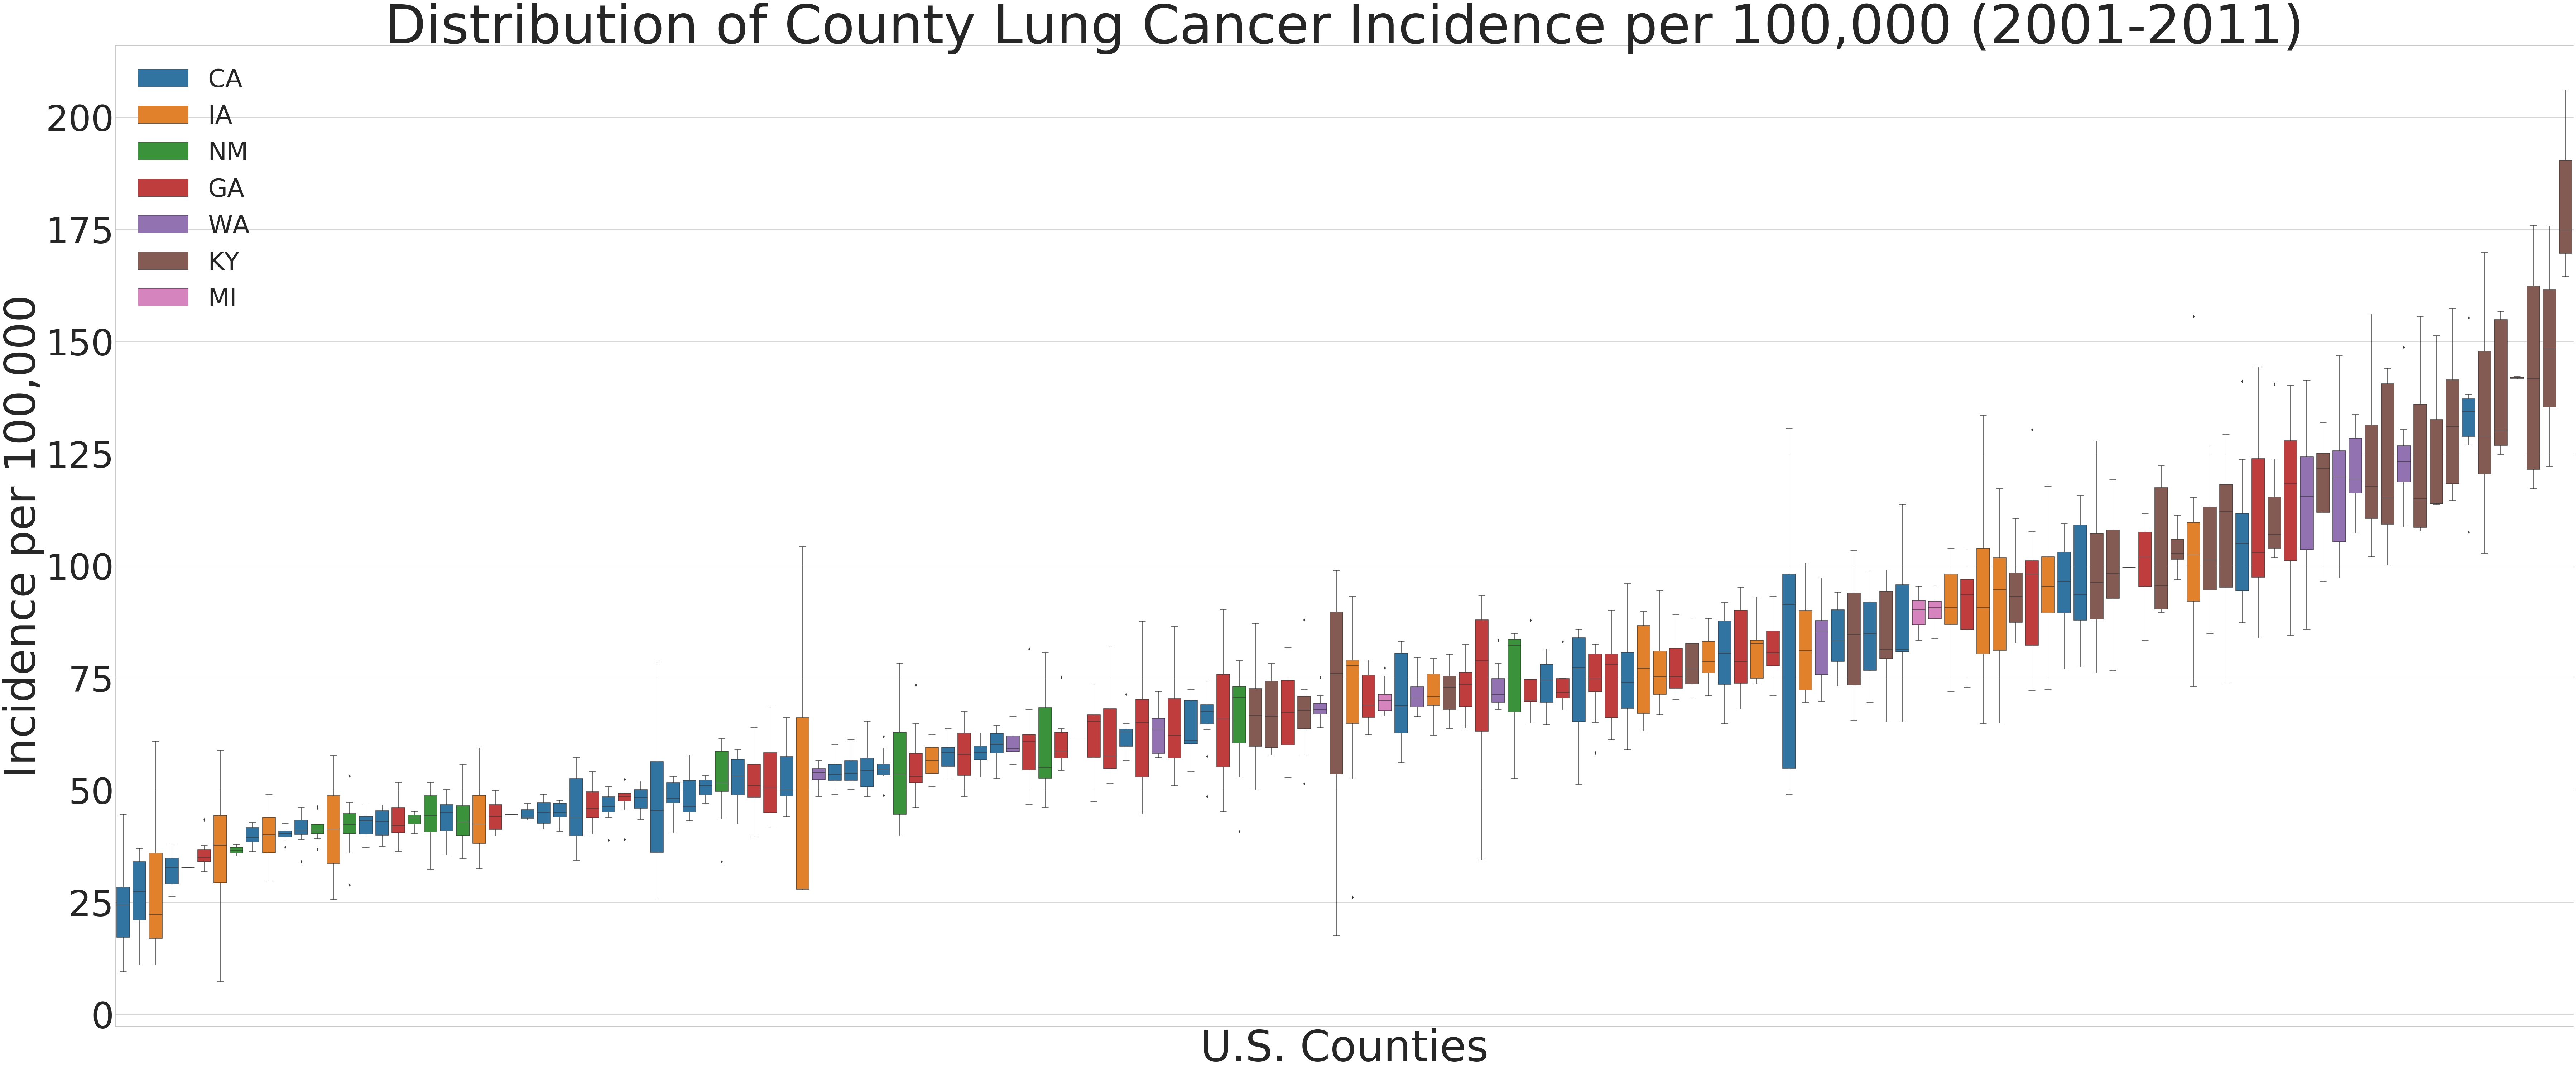 Distribution of County Lung Cancer Incidence per 100,000 (2001-2011)
CA
IA
NM
GA
WA
KY
MI
200
175
150
125
100
75
50
25
0
Incidence per 100,000
U.S. Counties